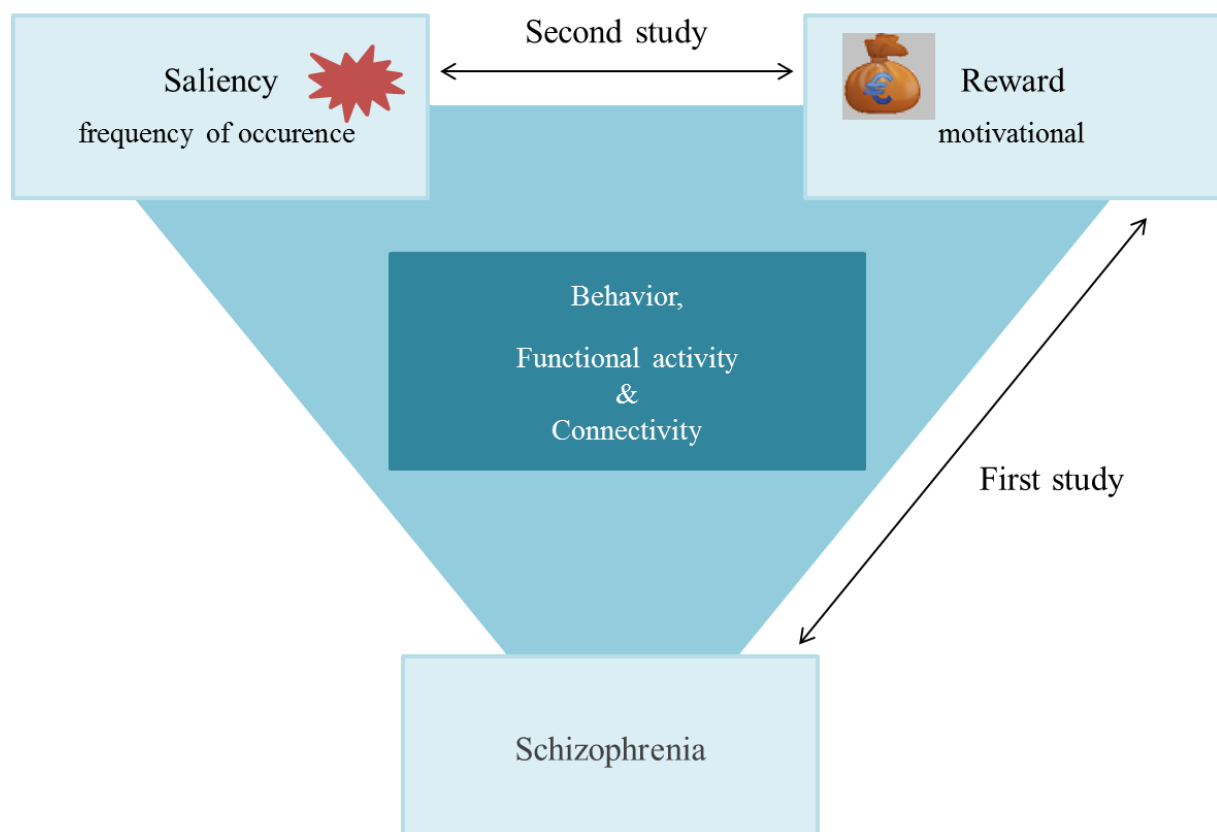 Second study
Saliency
frequency of occurence
€
Reward
motivational
Behavior,
Functional activity
&
Connectivity
First study
Schizophrenia